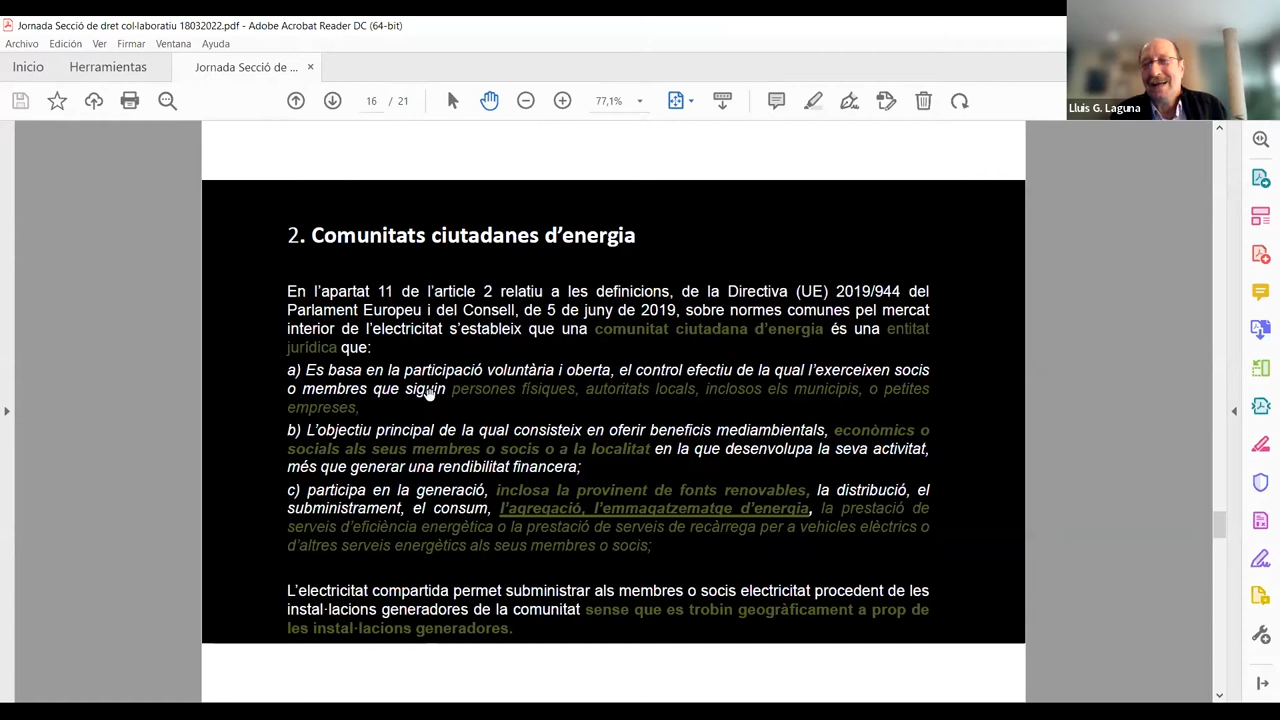 Jornada Secció de dret col·laboratiu 18032022.pdf - Adobe Acrobat Reader DC (64-bit)
Archivo Edición Ver Firmar Ventana Ayuda
Inicio Herramientas Jornada Secció de ... ×
16 / 21 77,1%
Lluis G. Laguna
2. Comunitats ciutadanes d’energia
En l’apartat 11 de l’article 2 relatiu a les definicions, de la Directiva (UE) 2019/944 del
Parlament Europeu i del Consell, de 5 de juny de 2019, sobre normes comunes pel mercat
interior de l’electricitat s’estableix que una comunitat ciutadana d’energia és una entitat
jurídica que:
a) Es basa en la participació voluntària i oberta, el control efectiu de la qual l’exerceixen socis
o membres que siguin persones físiques, autoritats locals, inclosos els municipis, o petites
empreses,
b) L’objectiu principal de la qual consisteix en oferir beneficis mediambientals, econòmics o
socials als seus membres o socis o a la localitat en la que desenvolupa la seva activitat,
més que generar una rendibilitat financera;
c) participa en la generació, inclosa la provinent de fonts renovables, la distribució, el
subministrament, el consum, l’agregació, l’emmagatzematge d’energia, la prestació de
serveis d’eficiència energètica o la prestació de serveis de recàrrega per a vehicles elèctrics o
d’altres serveis energètics als seus membres o socis;
L’electricitat compartida permet subministrar als membres o socis electricitat procedent de les
instal·lacions generadores de la comunitat sense que es trobin geogràficament a prop de
les instal·lacions generadores.